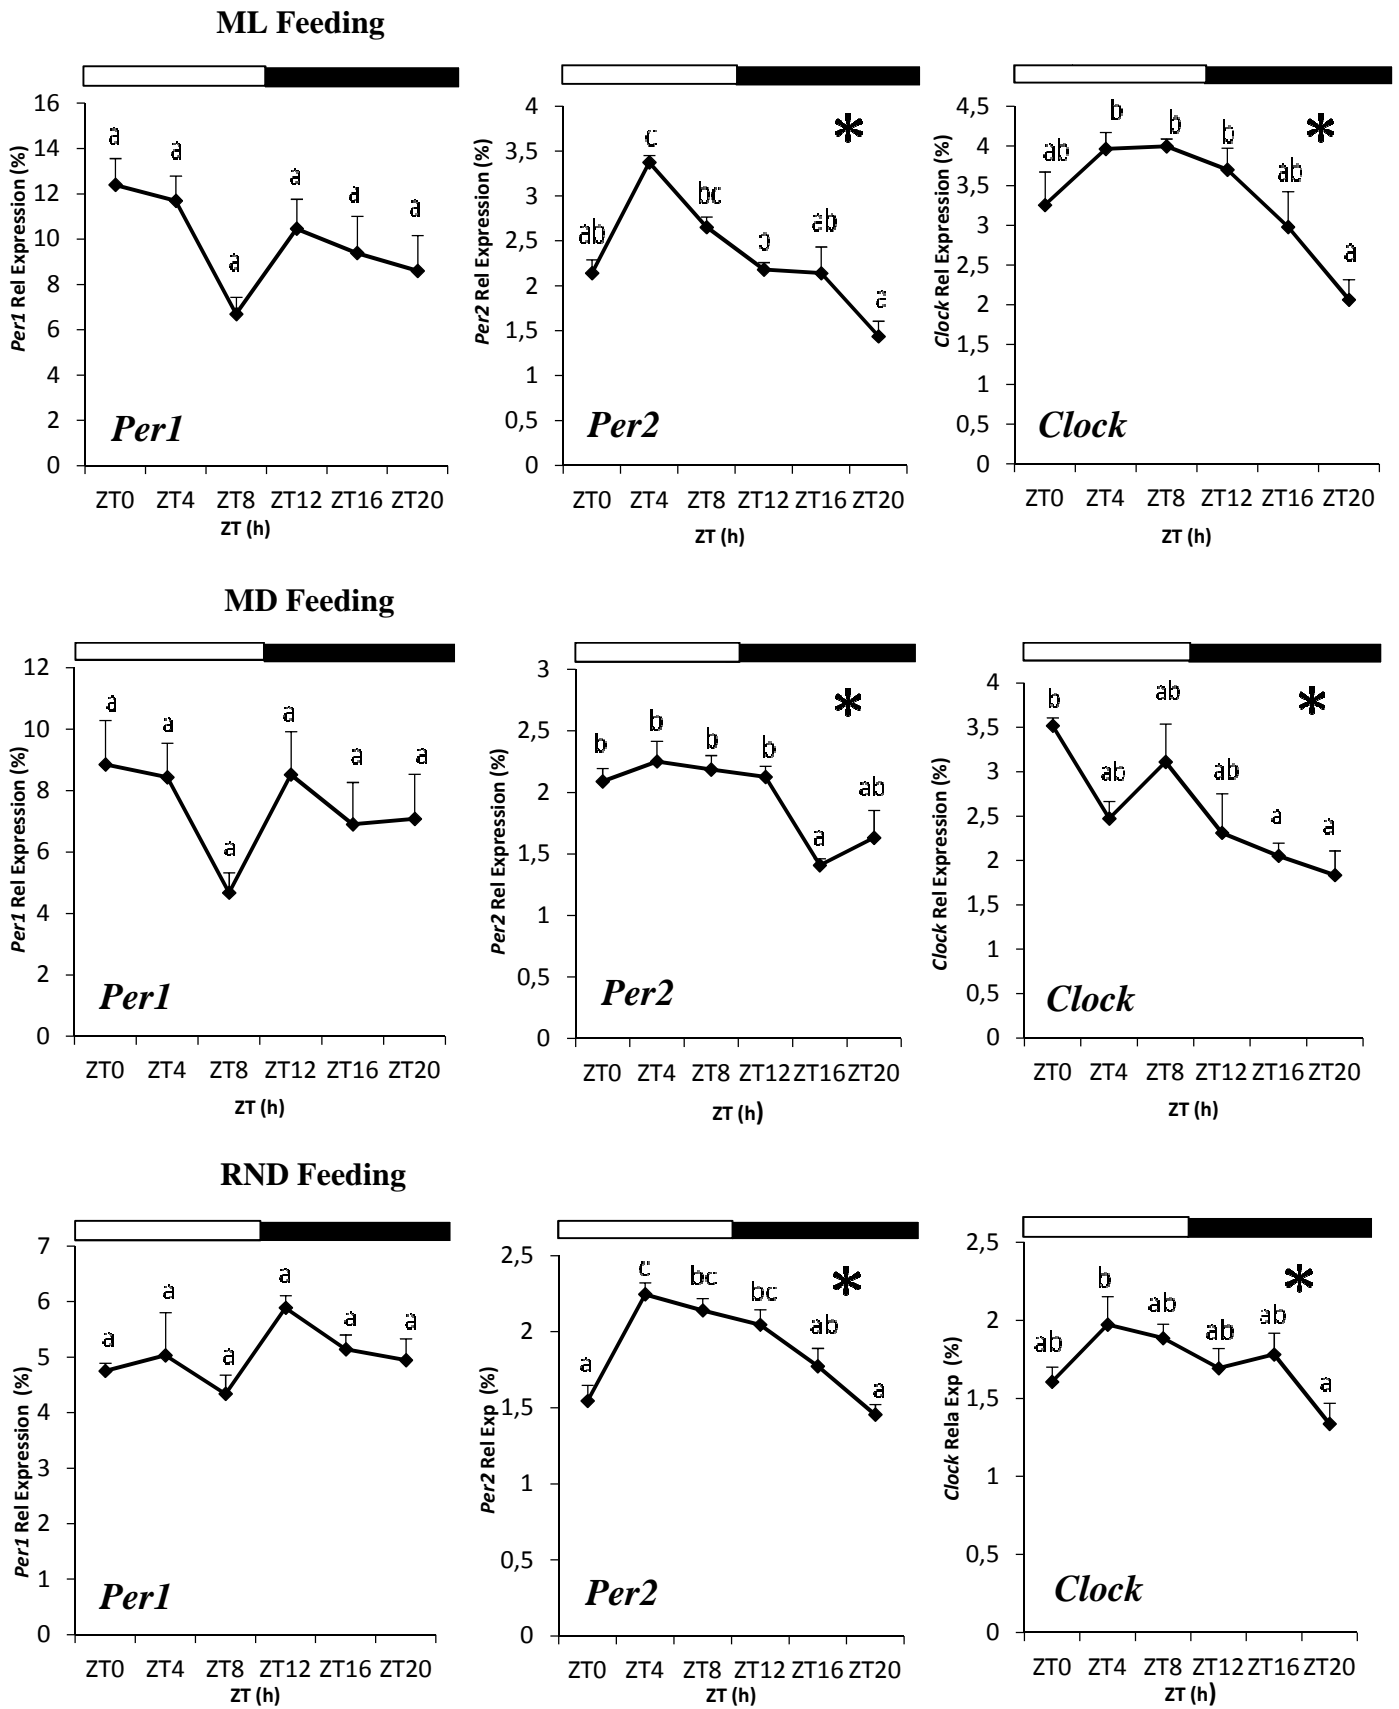 ML Feeding
Per1 Rel Expression (%)
16
14
12
10
8
6
4
2
0
a
a
a
a
a
a
Per1
ZT0 ZT4 ZT8 ZT12 ZT16 ZT20
ZT (h)
Per2 Rel Expression (%)
4
3,5
3
2,5
2
1,5
1
0,5
0
ab
c
bc
ab
a
*
Per2
ZT0 ZT4 ZT8 ZT12 ZT16 ZT20
ZT (h)
Clock Rel Expression (%)
4,5
4
3,5
3
2,5
2
1,5
1
0,5
0
ab
b
b
b
ab
a
*
Clock
ZT0 ZT4 ZT8 ZT12 ZT16 ZT20
ZT (h)
MD Feeding
Per1 Rel Expression (%)
12
10
8
6
4
2
0
a
a
a
a
a
a
Per1
ZT0 ZT4 ZT8 ZT12 ZT16 ZT20
ZT (h)
Per2 Rel Expression (%)
3
2,5
2
1,5
1
0,5
0
b
b
b
b
a
ab
*
Per2
ZT0 ZT4 ZT8 ZT12 ZT16 ZT20
ZT (h)
Clock Rel Expression (%)
4
3,5
3
2,5
2
1,5
1
0,5
0
b
ab
ab
ab
a
a
*
Clock
ZT0 ZT4 ZT8 ZT12 ZT16 ZT20
ZT (h)
RND Feeding
Per1 Rel Expression (%)
7
6
5
4
3
2
1
0
a
a
a
a
a
a
Per1
ZT0 ZT4 ZT8 ZT12 ZT16 ZT20
ZT (h)
Per2 Rel Exp (%)
2,5
2
1,5
1
0,5
0
a
c
bc
bc
ab
a
*
Per2
ZT0 ZT4 ZT8 ZT12 ZT16 ZT20
ZT (h)
Clock Rela Exp (%)
2,5
2
1,5
1
0,5
0
ab
b
ab
ab
ab
a
*
Clock
ZT0 ZT4 ZT8 ZT12 ZT16 ZT20
ZT (h)